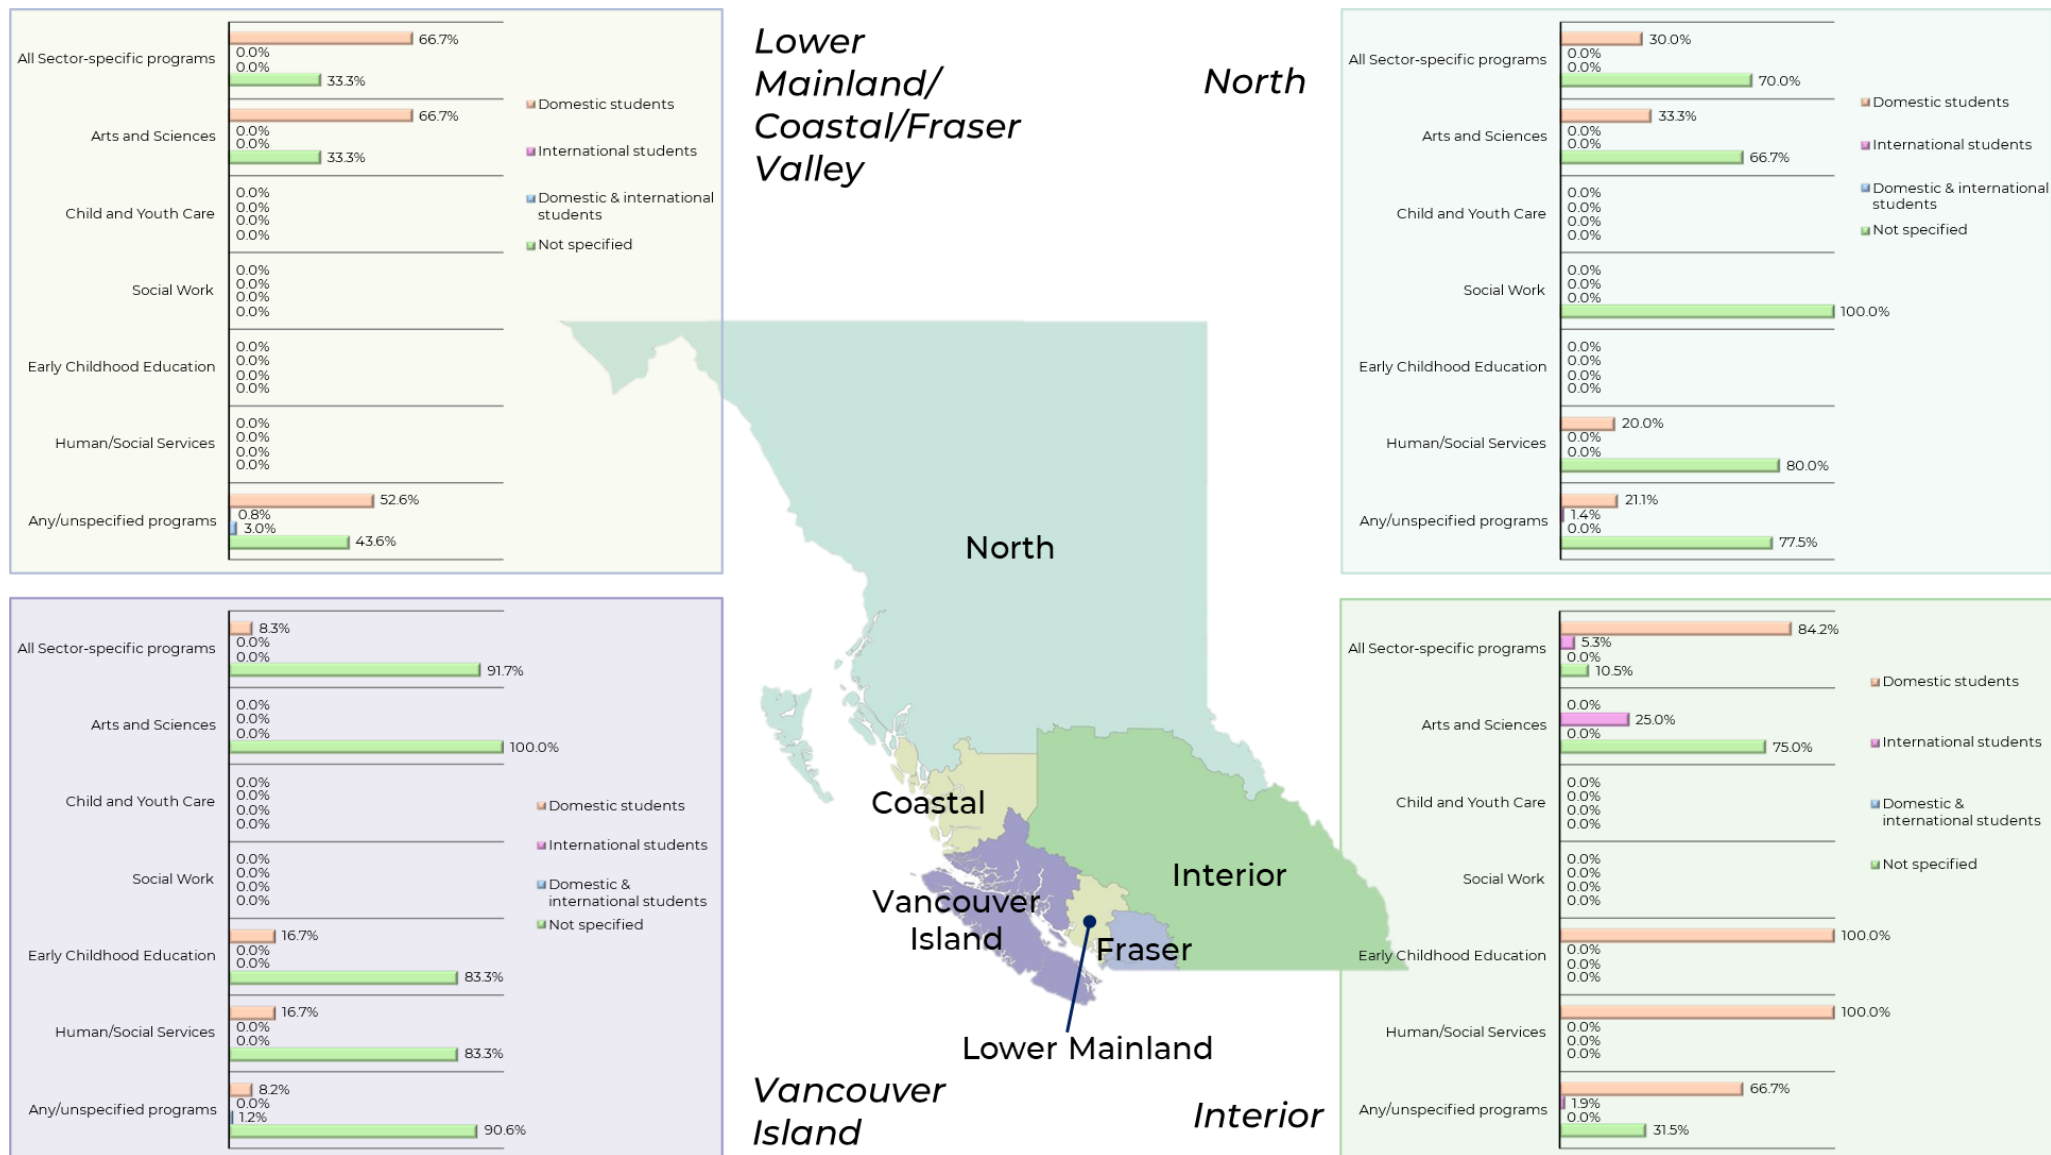 Lower
Mainland/
Coastal/Fraser
Valley
All Sector-specific programs
66.7%
0.0%
0.0%
33.3%
Arts and Sciences
66.7%
0.0%
0.0%
33.3%
Child and Youth Care
0.0%
0.0%
0.0%
0.0%
Social Work
0.0%
0.0%
0.0%
0.0%
Early Childhood Education
0.0%
0.0%
0.0%
0.0%
Human/Social Services
0.0%
0.0%
0.0%
0.0%
Any/unspecified programs
52.6%
0.8%
3.0%
43.6%
Domestic students
International students
Domestic & international
students
Not specified
North
All Sector-specific programs
30.0%
0.0%
0.0%
70.0%
Arts and Sciences
33.3%
0.0%
0.0%
66.7%
Child and Youth Care
0.0%
0.0%
0.0%
0.0%
Social Work
0.0%
0.0%
0.0%
100.0%
Early Childhood Education
0.0%
0.0%
0.0%
0.0%
Human/Social Services
20.0%
0.0%
0.0%
80.0%
Any/unspecified programs
21.1%
1.4%
0.0%
77.5%
Domestic students
International students
Domestic & international
students
Not specified
North
Coastal
Interior
Vancouver
Island
Fraser
Lower Mainland
Vancouver
Island
All Sector-specific programs
8.3%
0.0%
0.0%
91.7%
Arts and Sciences
0.0%
0.0%
0.0%
100.0%
Child and Youth Care
0.0%
0.0%
0.0%
0.0%
Social Work
0.0%
0.0%
0.0%
0.0%
Early Childhood Education
16.7%
0.0%
0.0%
83.3%
Human/Social Services
16.7%
0.0%
0.0%
83.3%
Any/unspecified programs
8.2%
0.0%
1.2%
90.6%
Domestic students
International students
Domestic &
international students
Not specified
Interior
All Sector-specific programs
84.2%
5.3%
0.0%
10.5%
Arts and Sciences
0.0%
25.0%
0.0%
75.0%
Child and Youth Care
0.0%
0.0%
0.0%
0.0%
Social Work
0.0%
0.0%
0.0%
0.0%
Early Childhood Education
100.0%
0.0%
0.0%
0.0%
Human/Social Services
100.0%
0.0%
0.0%
0.0%
Any/unspecified programs
66.7%
1.9%
0.0%
31.5%
Domestic students
International students
Domestic &
international students
Not specified